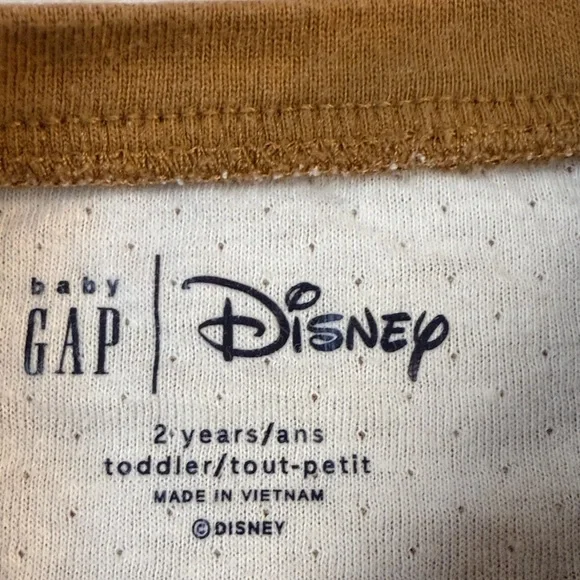 baby
GAP | Disney
2 years/ans
toddler/tout-petit
MADE IN VIETNAM
©DISNEY